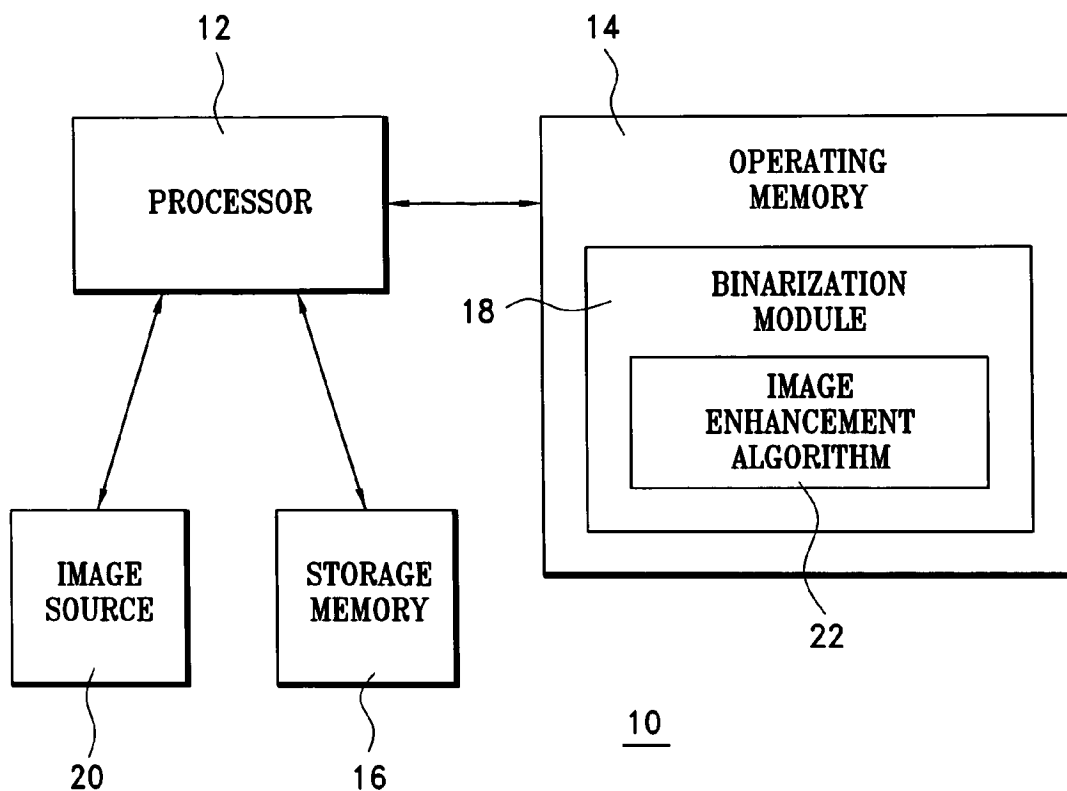 12
14
PROCESSOR
OPERATING
MEMORY
18
BINARIZATION
MODULE
IMAGE
ENHANCEMENT
ALGORITHM
IMAGE
SOURCE
STORAGE
MEMORY
22
10
20
16